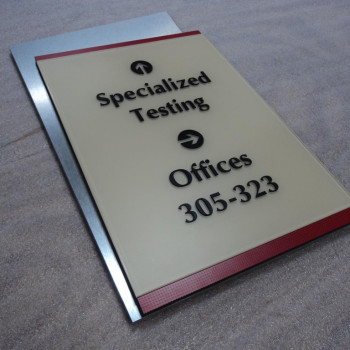 Specialized
Testing
Offices
305-323